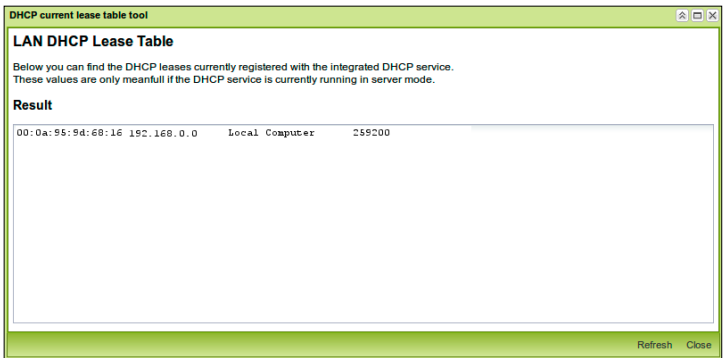 DHCP current lease table tool
LAN DHCP Lease Table
Below you can find the DHCP leases currently registered with the integrated DHCP service.
These values are only meanfull if the DHCP service is currently running in server mode.
Result
00:0a:95:9d:68:16 192.168.0.0 Local Computer 259200
Refresh Close